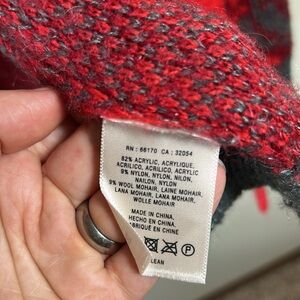 RN : 66170 CA : 32054
82% ACRYLIC, ACRYLIQUE,
ACRILICO, ACRILICO, ACRYLIC
9% NYLON, NYLON, NILON,
NAILON, NYLON
9% WOOL MOHAIR, LAINE MOHAIR,
LANA MOHAIR, LANA MOHAIR,
WOLLE MOHAIR
MADE IN CHINA,
HECHO EN CHINA,
FABRIQUE EN CHINE
P
LEAN